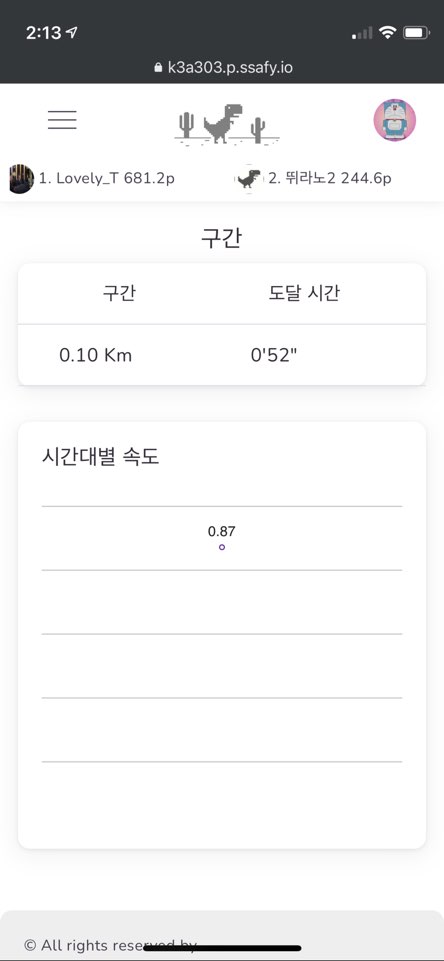 2:13
k3a303.p.ssafy.io
1. Lovely_T 681.2p 2. 뛰라노2 244.6p
구간
구간 도달 시간
0.10 Km 0'52"
시간대별 속도
0.87
© All rights reserved by